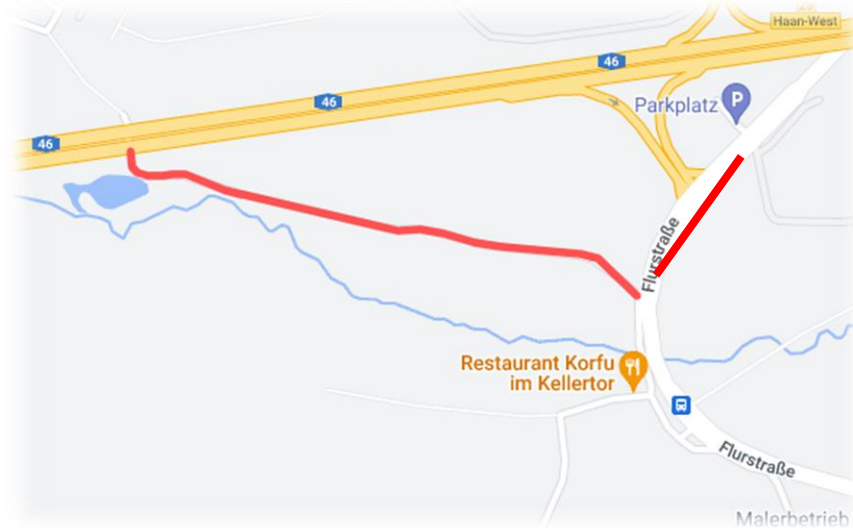 Haan-West
46
46
46
Parkplatz
P
Flurstraße
Restaurant Korfu
im Kellertor
Flurstraße
Malerbetrieb